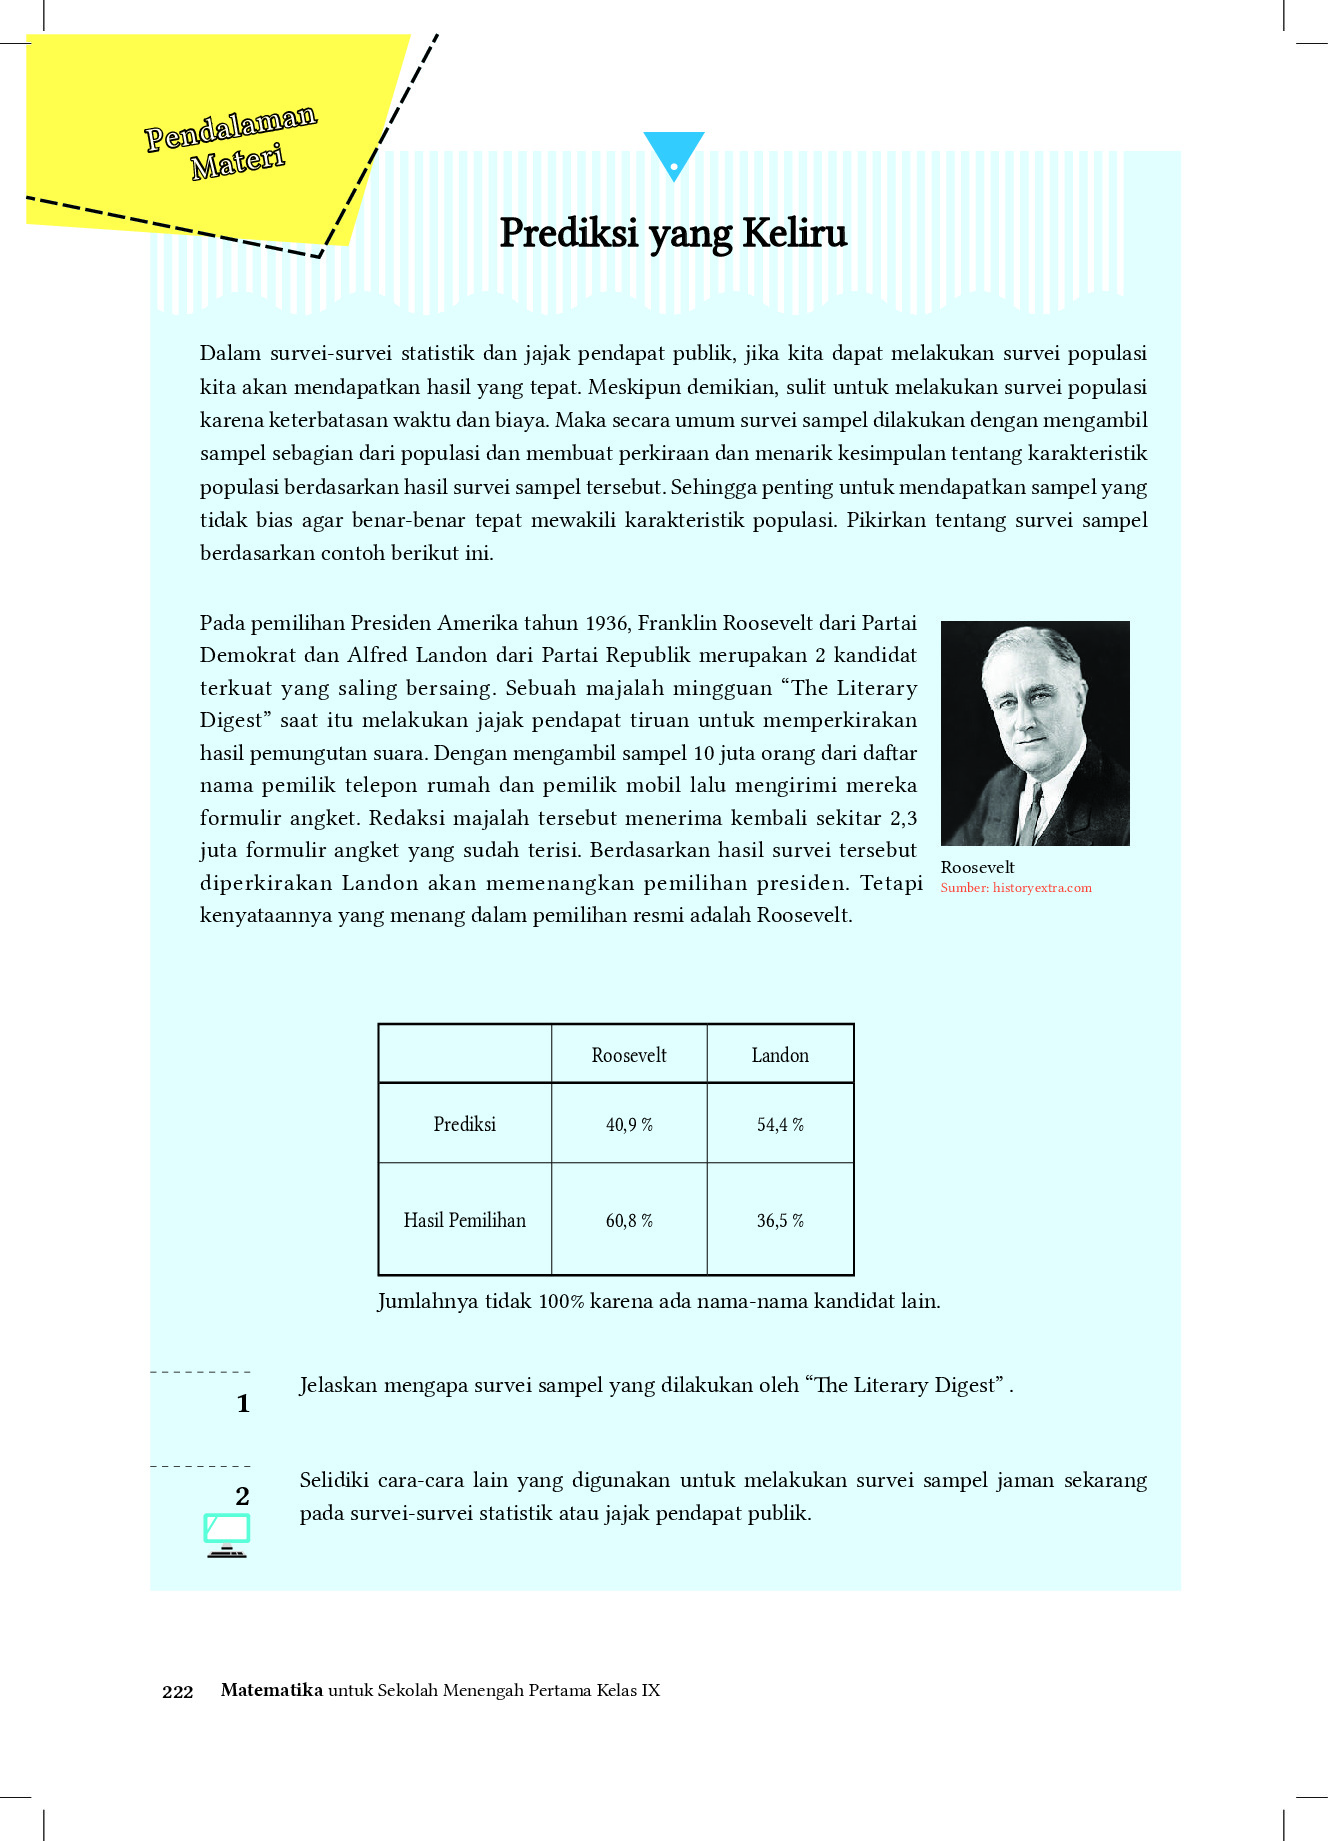 Pendalaman
Materi
Prediksi yang Keliru
Dalam survei-survei statistik dan jajak pendapat publik, jika kita dapat melakukan survei populasi
kita akan mendapatkan hasil yang tepat. Meskipun demikian, sulit untuk melakukan survei populasi
karena keterbatasan waktu dan biaya. Maka secara umum survei sampel dilakukan dengan mengambil
sampel sebagian dari populasi dan membuat perkiraan dan menarik kesimpulan tentang karakteristik
populasi berdasarkan hasil survei sampel tersebut. Sehingga penting untuk mendapatkan sampel yang
tidak bias agar benar-benar tepat mewakili karakteristik populasi. Pikirkan tentang survei sampel
berdasarkan contoh berikut ini.
Pada pemilihan Presiden Amerika tahun 1936, Franklin Roosevelt dari Partai
Demokrat dan Alfred Landon dari Partai Republik merupakan 2 kandidat
terkuat yang saling bersaing. Sebuah majalah mingguan “The Literary
Digest” saat itu melakukan jajak pendapat tiruan untuk memperkirakan
hasil pemungutan suara. Dengan mengambil sampel 10 juta orang dari daftar
nama pemilik telepon rumah dan pemilik mobil lalu mengirimi mereka
formulir angket. Redaksi majalah tersebut menerima kembali sekitar 2,3
juta formulir angket yang sudah terisi. Berdasarkan hasil survei tersebut
diperkirakan Landon akan memenangkan pemilihan presiden. Tetapi
kenyataannya yang menang dalam pemilihan resmi adalah Roosevelt.
Roosevelt
Sumber: historyextra.com
Roosevelt Landon
Prediksi 40,9 % 54,4 %
Hasil Pemilihan 60,8 % 36,5 %
Jumlahnya tidak 100% karena ada nama-nama kandidat lain.
1 Jelaskan mengapa survei sampel yang dilakukan oleh “The Literary Digest” .
2 Selidiki cara-cara lain yang digunakan untuk melakukan survei sampel jaman sekarang
pada survei-survei statistik atau jajak pendapat publik.
222 Matematika untuk Sekolah Menengah Pertama Kelas IX